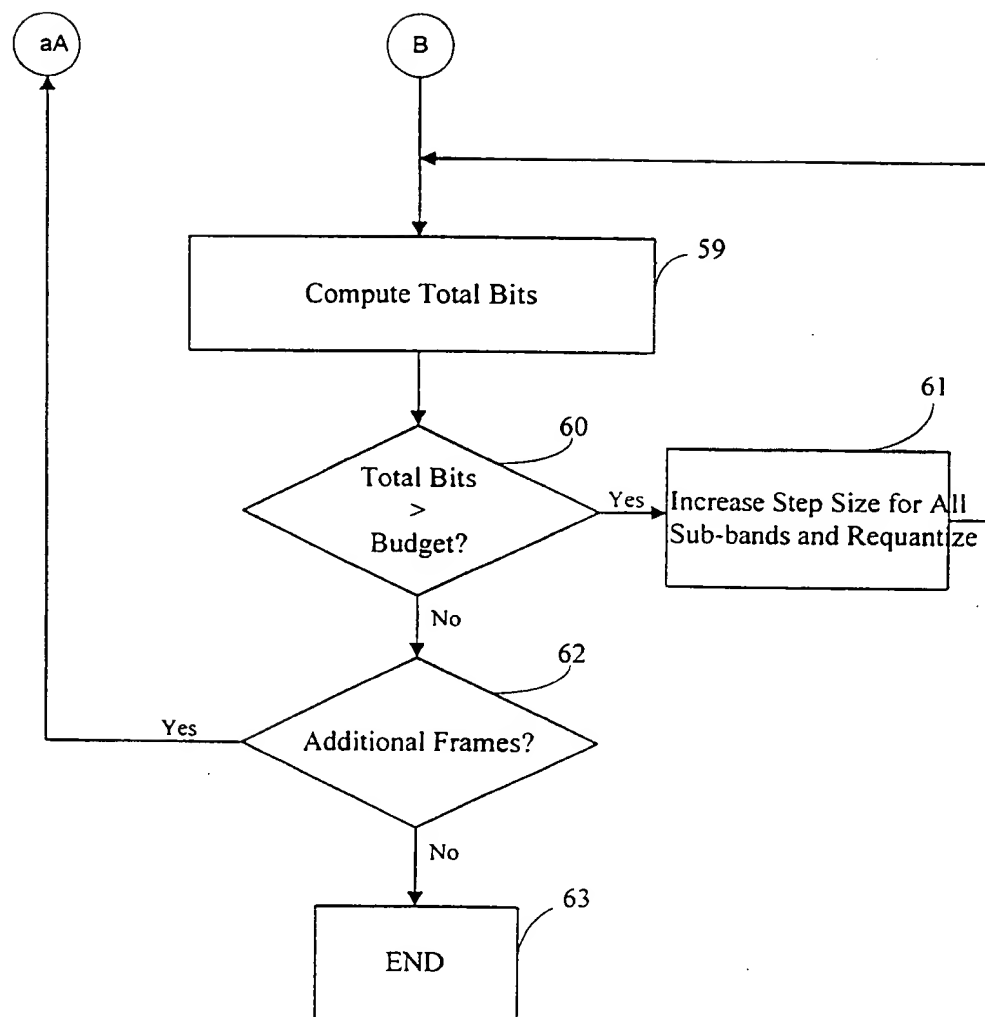 aA
B
59
Compute Total Bits
60
Total Bits
>
Budget?
Yes
61
Increase Step Size for All
Sub-bands and Requantize
No
62
Yes
Additional Frames?
No
63
END